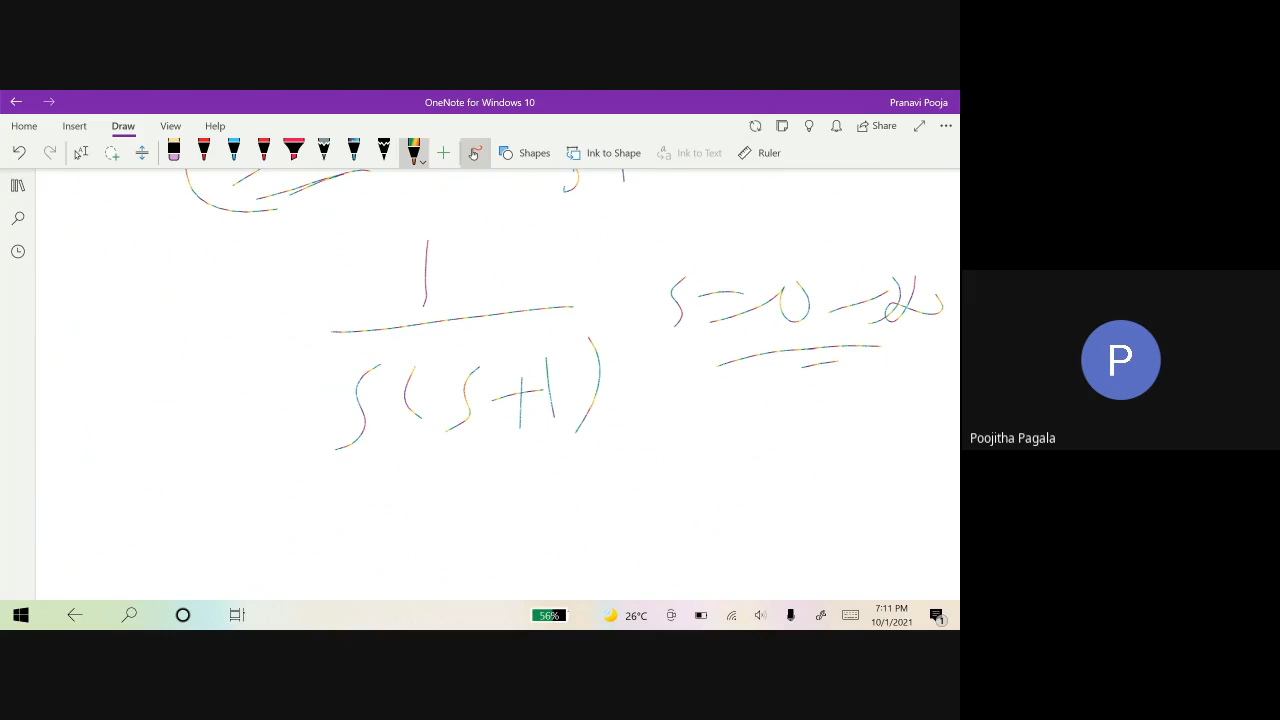 OneNote for Windows 10
Pranavi Pooja
Home Insert Draw View Help Share
Shapes Ink to Shape Ink to Text Ruler
1
s(s+1)
s=0
P
Poojitha Pagala
56% 26°C 7:11 PM
10/1/2021
1